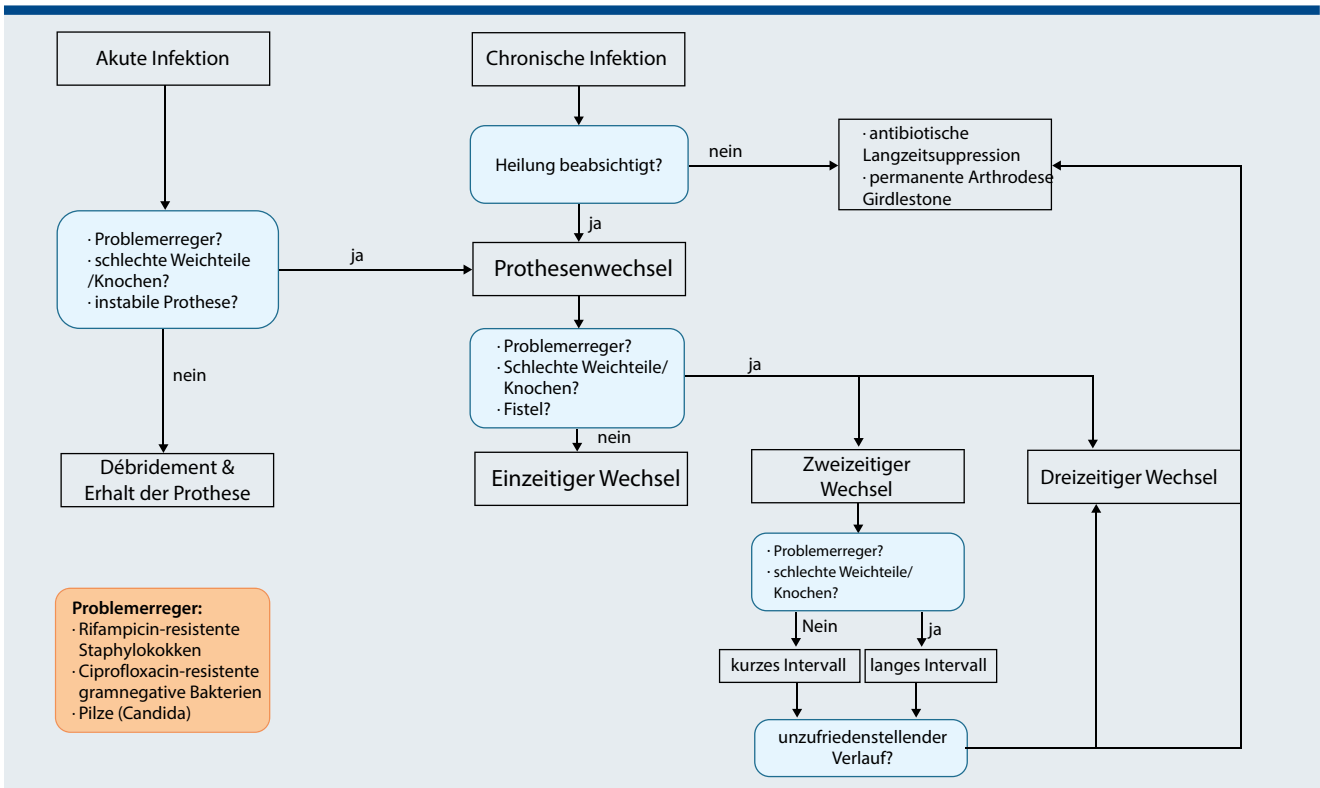 Akute Infektion
Chronische Infektion
Heilung beabsichtigt?
nein
· antibiotische
Langzeitsuppression
· permanente Arthrodese
Girdlestone
ja
· Problemerreger?
· schlechte Weichteile
/Knochen?
· instabile Prothese?
ja
Prothesenwechsel
nein
· Problemerreger?
· Schlechte Weichteile/
Knochen?
· Fistel?
ja
nein
Débridement &
Erhalt der Prothese
Einzeitiger Wechsel
Zweizeitiger
Wechsel
Dreizeitiger Wechsel
· Problemerreger?
· schlechte Weichteile/
Knochen?
Nein
ja
kurzes Intervall
langes Intervall
unzufriedenstellender
Verlauf?
Problemerreger:
· Rifampicin-resistente
Staphylokokken
· Ciprofloxacin-resistente
gramnegative Bakterien
· Pilze (Candida)